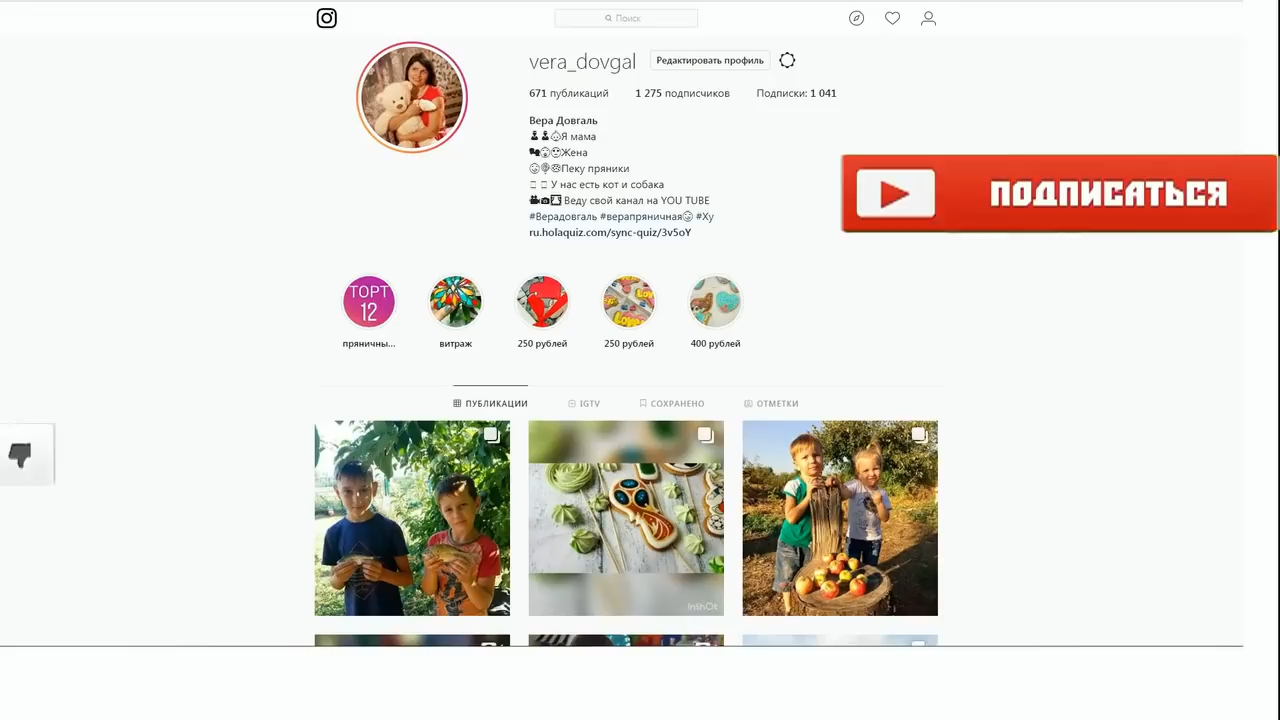 Поиск
vera_dovgal Редактировать профиль
671 публикаций 1 275 подписчиков Подписки: 1 041
Вера Довгаль
Я мама
Жена
Пеку пряники
У нас есть кот и собака
Веду свой канал на YOU TUBE
#Верадовгаль #верапряничная #Ху
ru.holaquiz.com/sync-quiz/3v5oY
ПОДПИСАТЬСЯ
ТОРТ
12
пряничны... витраж 250 рублей 250 рублей 400 рублей
ПУБЛИКАЦИИ IGTV СОХРАНЕНО ОТМЕТКИ
InShOt